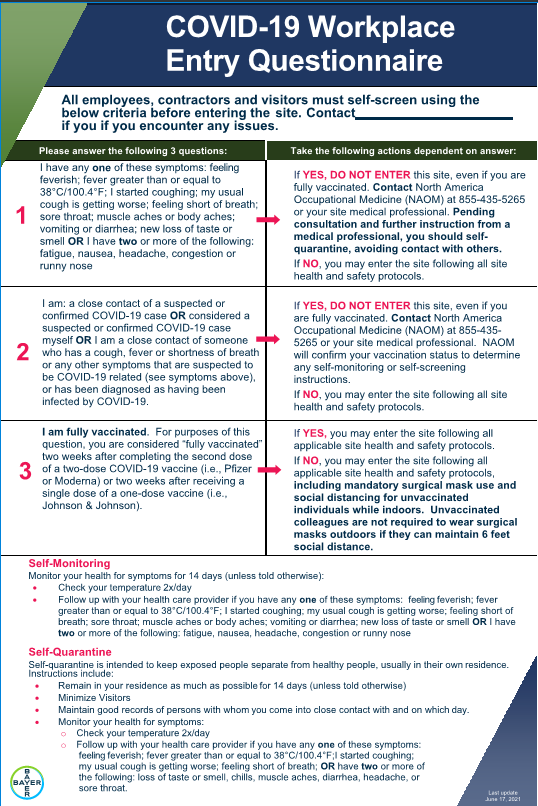 COVID-19 Workplace
Entry Questionnaire
All employees, contractors and visitors must self-screen using the
below criteria before entering the site. Contact
if you if you encounter any issues.
Please answer the following 3 questions:
Take the following actions dependent on answer:
1
I have any one of these symptoms: feeling
feverish; fever greater than or equal to
38°C/100.4°F; I started coughing; my usual
cough is getting worse; feeling short of breath;
sore throat; muscle aches or body aches;
vomiting or diarrhea; new loss of taste or
smell OR I have two or more of the following:
fatigue, nausea, headache, congestion or
runny nose
If YES, DO NOT ENTER this site, even if you are
fully vaccinated. Contact North America
Occupational Medicine (NAOM) at 855-435-5265
or your site medical professional. Pending
consultation and further instruction from a
medical professional, you should self-
quarantine, avoiding contact with others.
If NO, you may enter the site following all site
health and safety protocols.
2
I am: a close contact of a suspected or
confirmed COVID-19 case OR considered a
suspected or confirmed COVID-19 case
myself OR I am a close contact of someone
who has a cough, fever or shortness of breath
or any other symptoms that are suspected to
be COVID-19 related (see symptoms above),
or has been diagnosed as having been
infected by COVID-19.
If YES, DO NOT ENTER this site, even if you
are fully vaccinated. Contact North America
Occupational Medicine (NAOM) at 855-435-
5265 or your site medical professional. NAOM
will confirm your vaccination status to determine
any self-monitoring or self-screening
instructions.
If NO, you may enter the site following all site
health and safety protocols.
3
I am fully vaccinated. For purposes of this
question, you are considered "fully vaccinated"
two weeks after completing the second dose
of a two-dose COVID-19 vaccine (i.e., Pfizer
or Moderna) or two weeks after receiving a
single dose of a one-dose vaccine (i.e.,
Johnson & Johnson).
If YES, you may enter the site following all
applicable site health and safety protocols.
If NO, you may enter the site following all
applicable site health and safety protocols,
including mandatory surgical mask use and
social distancing for unvaccinated
individuals while indoors. Unvaccinated
colleagues are not required to wear surgical
masks outdoors if they can maintain 6 feet
social distance.
Self-Monitoring
Monitor your health for symptoms for 14 days (unless told otherwise):
• Check your temperature 2x/day
• Follow up with your health care provider if you have any one of these symptoms: feeling feverish; fever
greater than or equal to 38°C/100.4°F; I started coughing; my usual cough is getting worse; feeling short of
breath; sore throat; muscle aches or body aches; vomiting or diarrhea; new loss of taste or smell OR I have
two or more of the following: fatigue, nausea, headache, congestion or runny nose
Self-Quarantine
Self-quarantine is intended to keep exposed people separate from healthy people, usually in their own residence.
Instructions include:
• Remain in your residence as much as possible for 14 days (unless told otherwise)
• Minimize Visitors
• Maintain good records of persons with whom you come into close contact with and on which day.
• Monitor your health for symptoms:
○ Check your temperature 2x/day
○ Follow up with your health care provider if you have any one of these symptoms:
feeling feverish; fever greater than or equal to 38°C/100.4°F;I started coughing;
my usual cough is getting worse; feeling short of breath; OR have two or more of
the following: loss of taste or smell, chills, muscle aches, diarrhea, headache, or
sore throat.
BAYER
BAYER
Last update
June 17, 2021